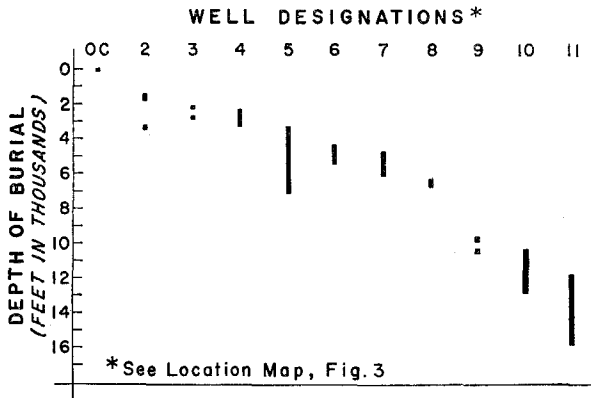 WELL DESIGNATIONS*
OC 2 3 4 5 6 7 8 9 10 11
DEPTH OF BURIAL
(FEET IN THOUSANDS)
0
2
4
6
8
10
12
14
16
*See Location Map, Fig. 3